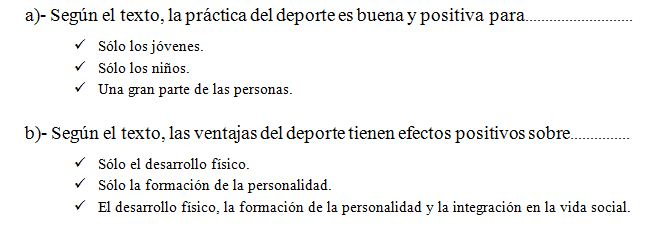 a)- Según el texto, la práctica del deporte es buena y positiva para...........................
✓ Sólo los jóvenes.
✓ Sólo los niños.
✓ Una gran parte de las personas.
b)- Según el texto, las ventajas del deporte tienen efectos positivos sobre...............
✓ Sólo el desarrollo físico.
✓ Sólo la formación de la personalidad.
✓ El desarrollo físico, la formación de la personalidad y la integración en la vida social.